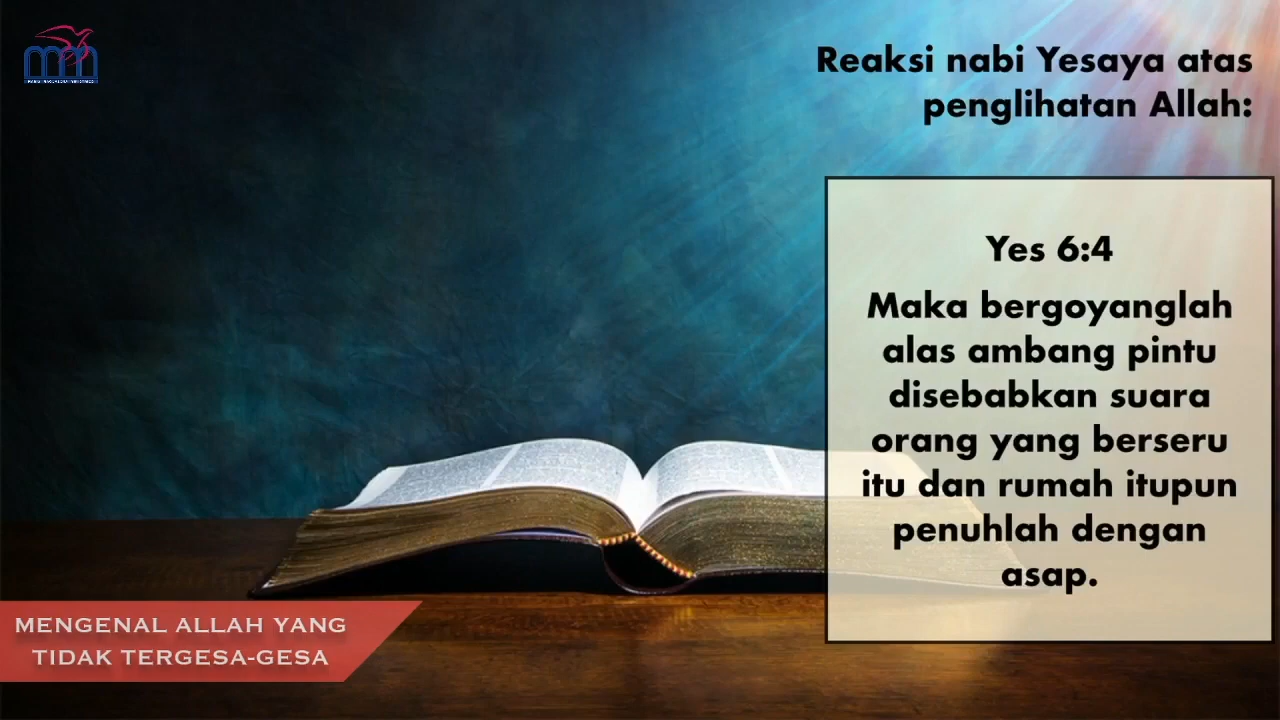 Reaksi nabi Yesaya atas
penglihatan Allah:
Yes 6:4
Maka bergoyanglah
alas ambang pintu
disebabkan suara
orang yang berseru
itu dan rumah itupun
penuhlah dengan
asap.
MENGENAL ALLAH YANG
TIDAK TERGESA-GESA